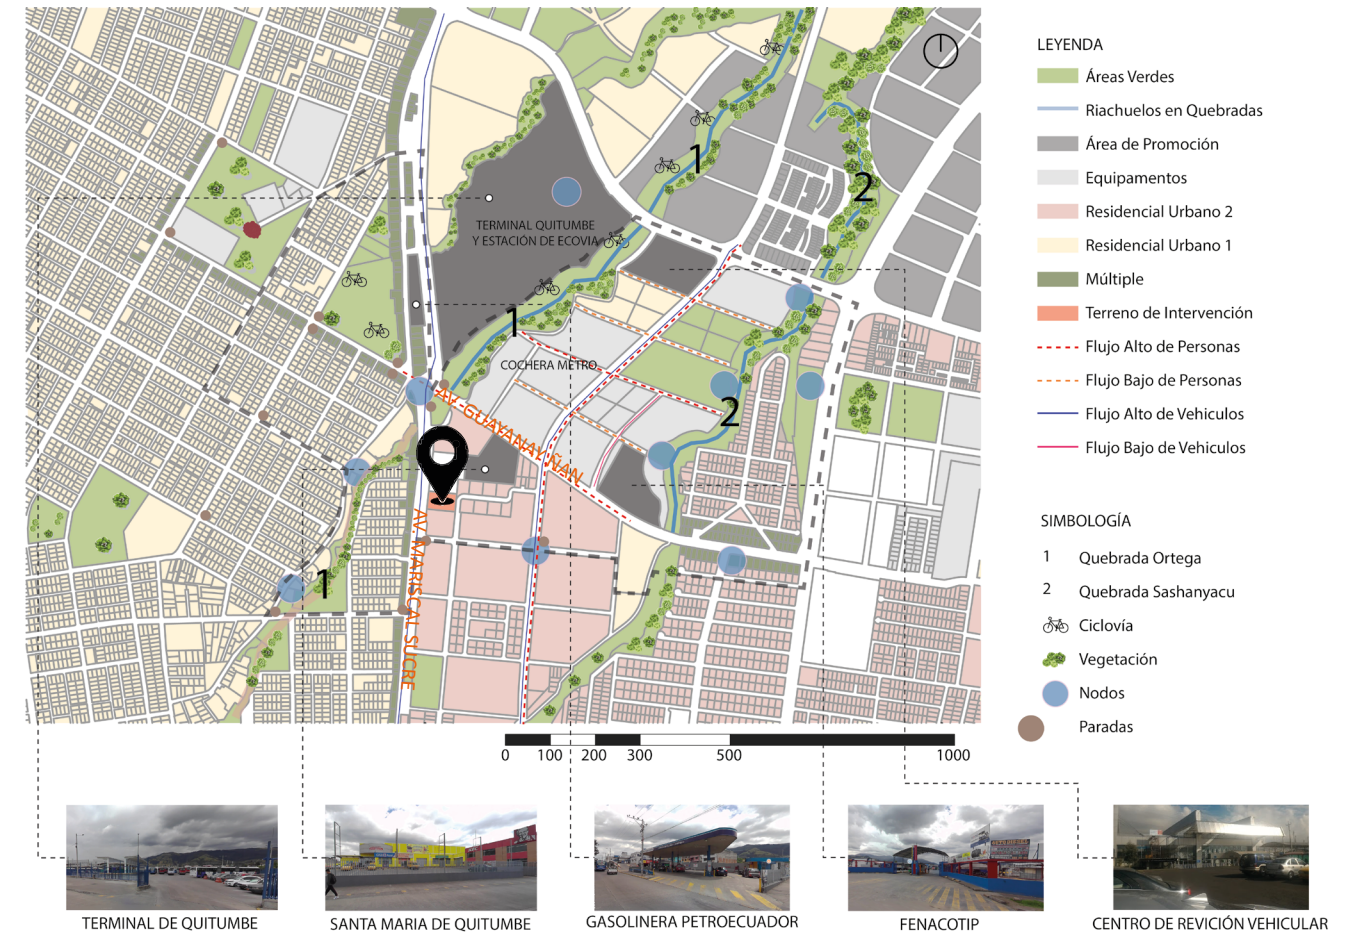 LEYENDA
Áreas Verdes
Riachuelos en Quebradas
Área de Promoción
Equipamentos
Residencial Urbano 2
Residencial Urbano 1
Múltiple
Terreno de Intervención
Flujo Alto de Personas
Flujo Bajo de Personas
Flujo Alto de Vehiculos
Flujo Bajo de Vehiculos
SIMBOLOGÍA
1 Quebrada Ortega
2 Quebrada Sashanyacu
Ciclovía
Vegetación
Nodos
Paradas
1
2
TERMINAL QUITUMBE
Y ESTACIÓN DE ECOVIA
1
COCHERA METRO
2
AV. GUAYANAY ÑAN
AV. MARISCAL SUCRE
1
0 100 200 300 500 1000
TERMINAL DE QUITUMBE
SANTA MARIA DE QUITUMBE
GASOLINERA PETROECUADOR
FENACOTIP
CENTRO DE REVICIÓN VEHICULAR